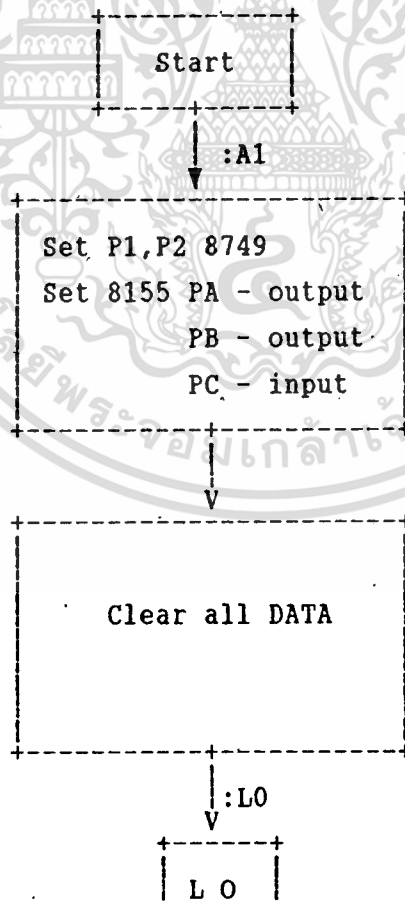 Start
:A1
Set P1,P2 8749
Set 8155 PA - output
PB - output
PC - input
V
Clear all DATA
:L0
V
L O